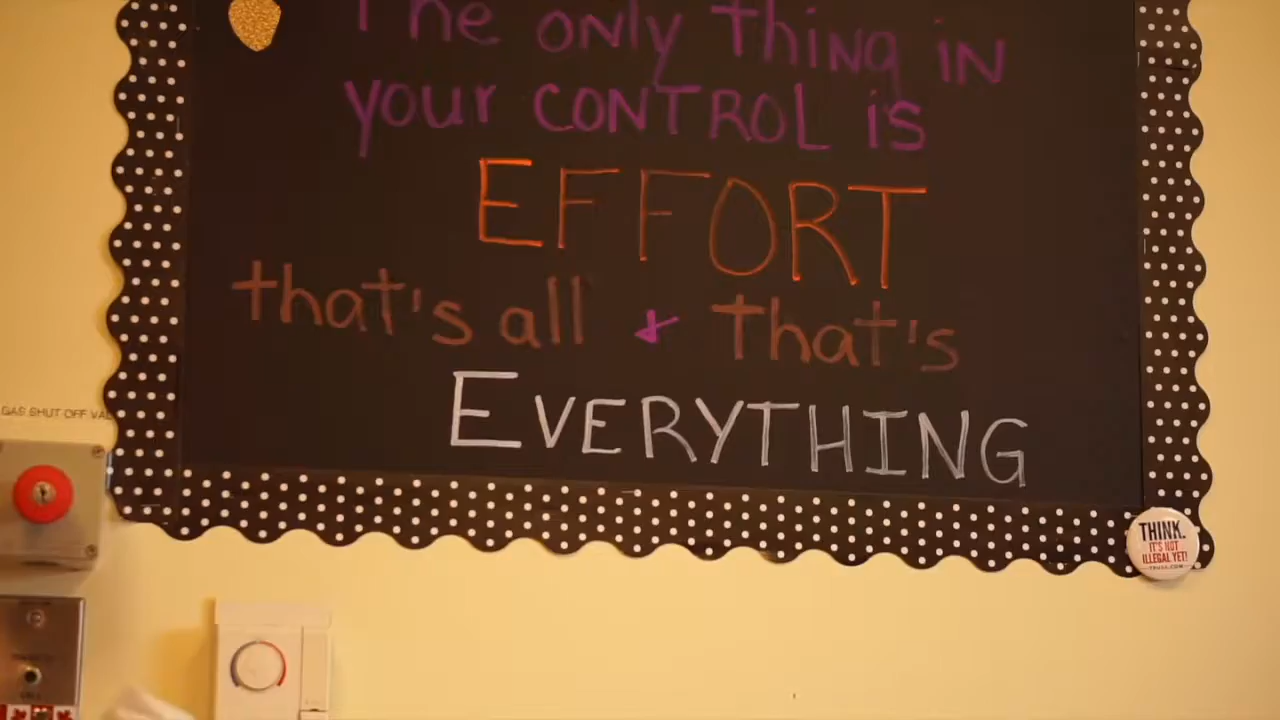 The only thing in
your CONTROL is
EFFORT
that's all + that's
EVERYTHING
GAS SHUT OFF VAL
THINK.
IT'S NOT
ILLEGAL YET!